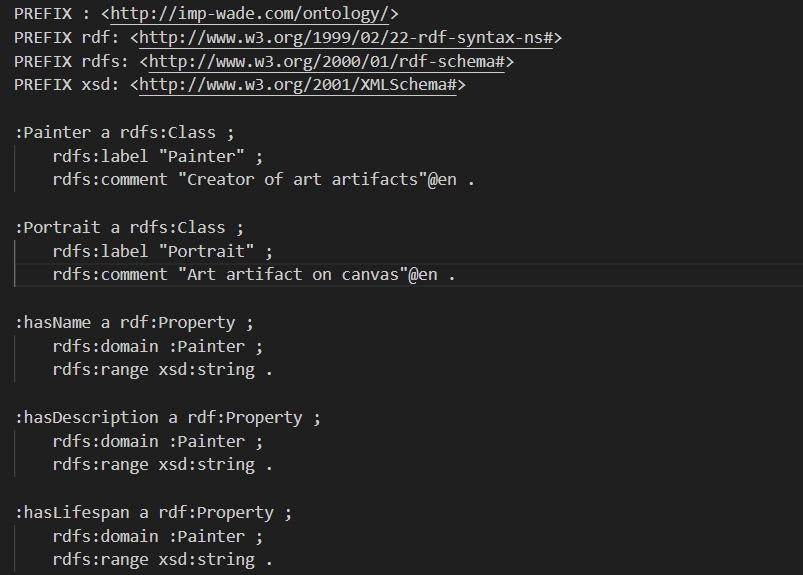 PREFIX : <http://imp-wade.com/ontology/>
PREFIX rdf: <http://www.w3.org/1999/02/22-rdf-syntax-ns#>
PREFIX rdfs: <http://www.w3.org/2000/01/rdf-schema#>
PREFIX xsd: <http://www.w3.org/2001/XMLSchema#>

:Painter a rdfs:Class ;
    rdfs:label "Painter" ;
    rdfs:comment "Creator of art artifacts"@en .

:Portrait a rdfs:Class ;
    rdfs:label "Portrait" ;
    rdfs:comment "Art artifact on canvas"@en .

:hasName a rdf:Property ;
    rdfs:domain :Painter ;
    rdfs:range xsd:string .

:hasDescription a rdf:Property ;
    rdfs:domain :Painter ;
    rdfs:range xsd:string .

:hasLifespan a rdf:Property ;
    rdfs:domain :Painter ;
    rdfs:range xsd:string .